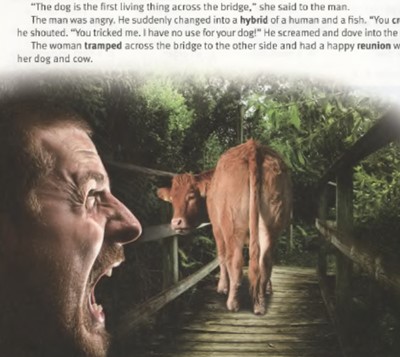 "The dog is the first living thing across the bridge," she said to the man.
The man was angry. He suddenly changed into a hybrid of a human and a fish. "You
he shouted. "You tricked me. I have no use for your dog!" He screamed and dove into the
The woman tramped across the bridge to the other side and had a happy reunion
her dog and cow.